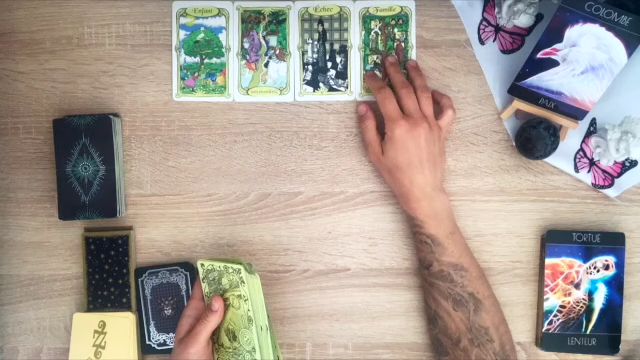 Enfant
Échec
Famille
COLOMBE
PAIX
TORTUE
LENTEUR